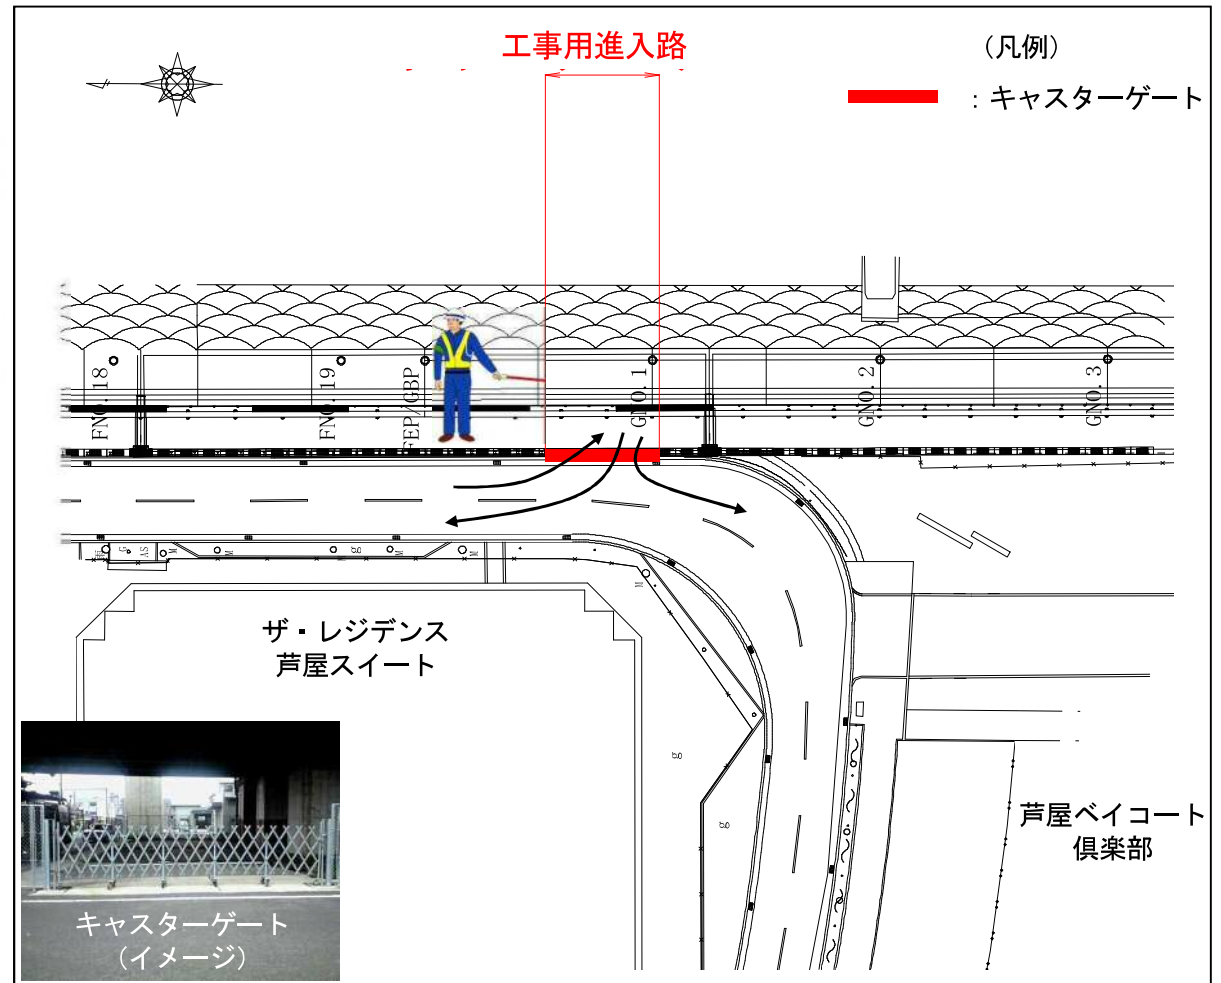 工事用進入路
(凡例)
：キャスターゲート
FNO.18
FNO.19
FEP/GBP
GNO.1
GNO.2
GNO.3
G
AS
M
M
M
g
M
M
M
M
ザ・レジデンス
芦屋スイート
g
g
芦屋ベイコート
倶楽部
キャスターゲート
(イメージ)